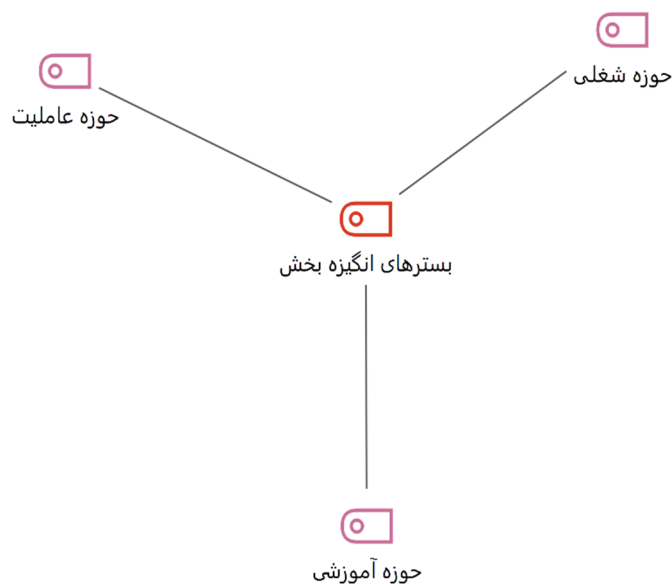 حوزه شغلی
حوزه عاملیت
بسترهای انگیزه بخش
حوزه آموزشی